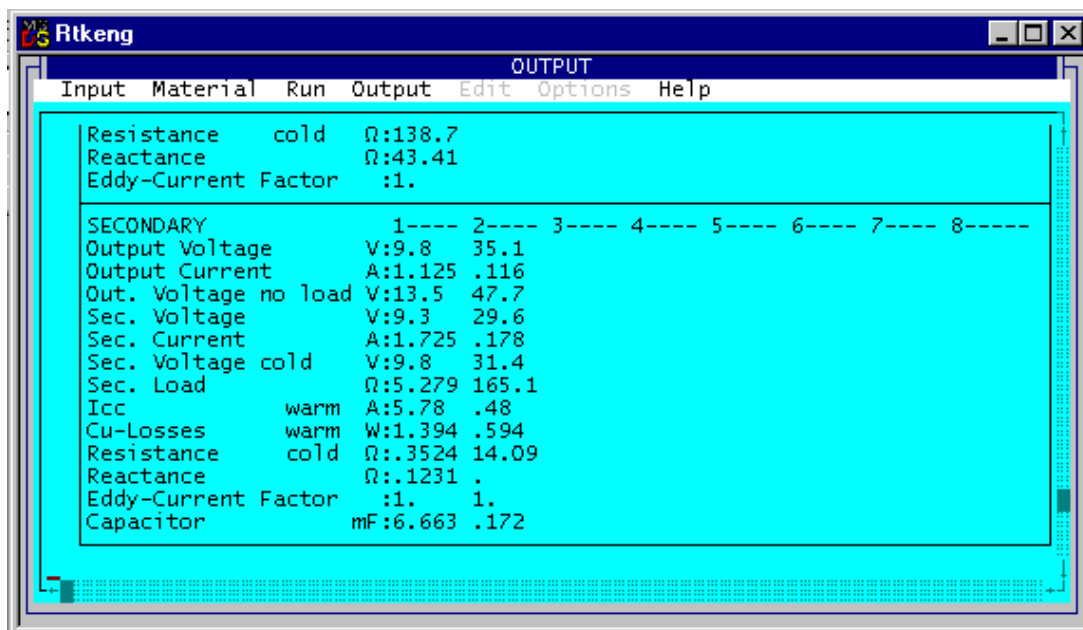 Rtkeng
OUTPUT
Input Material Run Output Edit Options Help
Resistance cold Ω:138.7
Reactance Ω:43.41
Eddy-Current Factor :1.
SECONDARY 1---- 2---- 3---- 4---- 5---- 6---- 7---- 8-----
Output Voltage V:9.8 35.1
Output Current A:1.125 .116
Out. Voltage no load V:13.5 47.7
Sec. Voltage V:9.3 29.6
Sec. Current A:1.725 .178
Sec. Voltage cold V:9.8 31.4
Sec. Load Ω:5.279 165.1
Icc warm A:5.78 .48
Cu-Losses warm W:1.394 .594
Resistance cold Ω:.3524 14.09
Reactance Ω:.1231 .
Eddy-Current Factor :1. 1.
Capacitor mF:6.663 .172